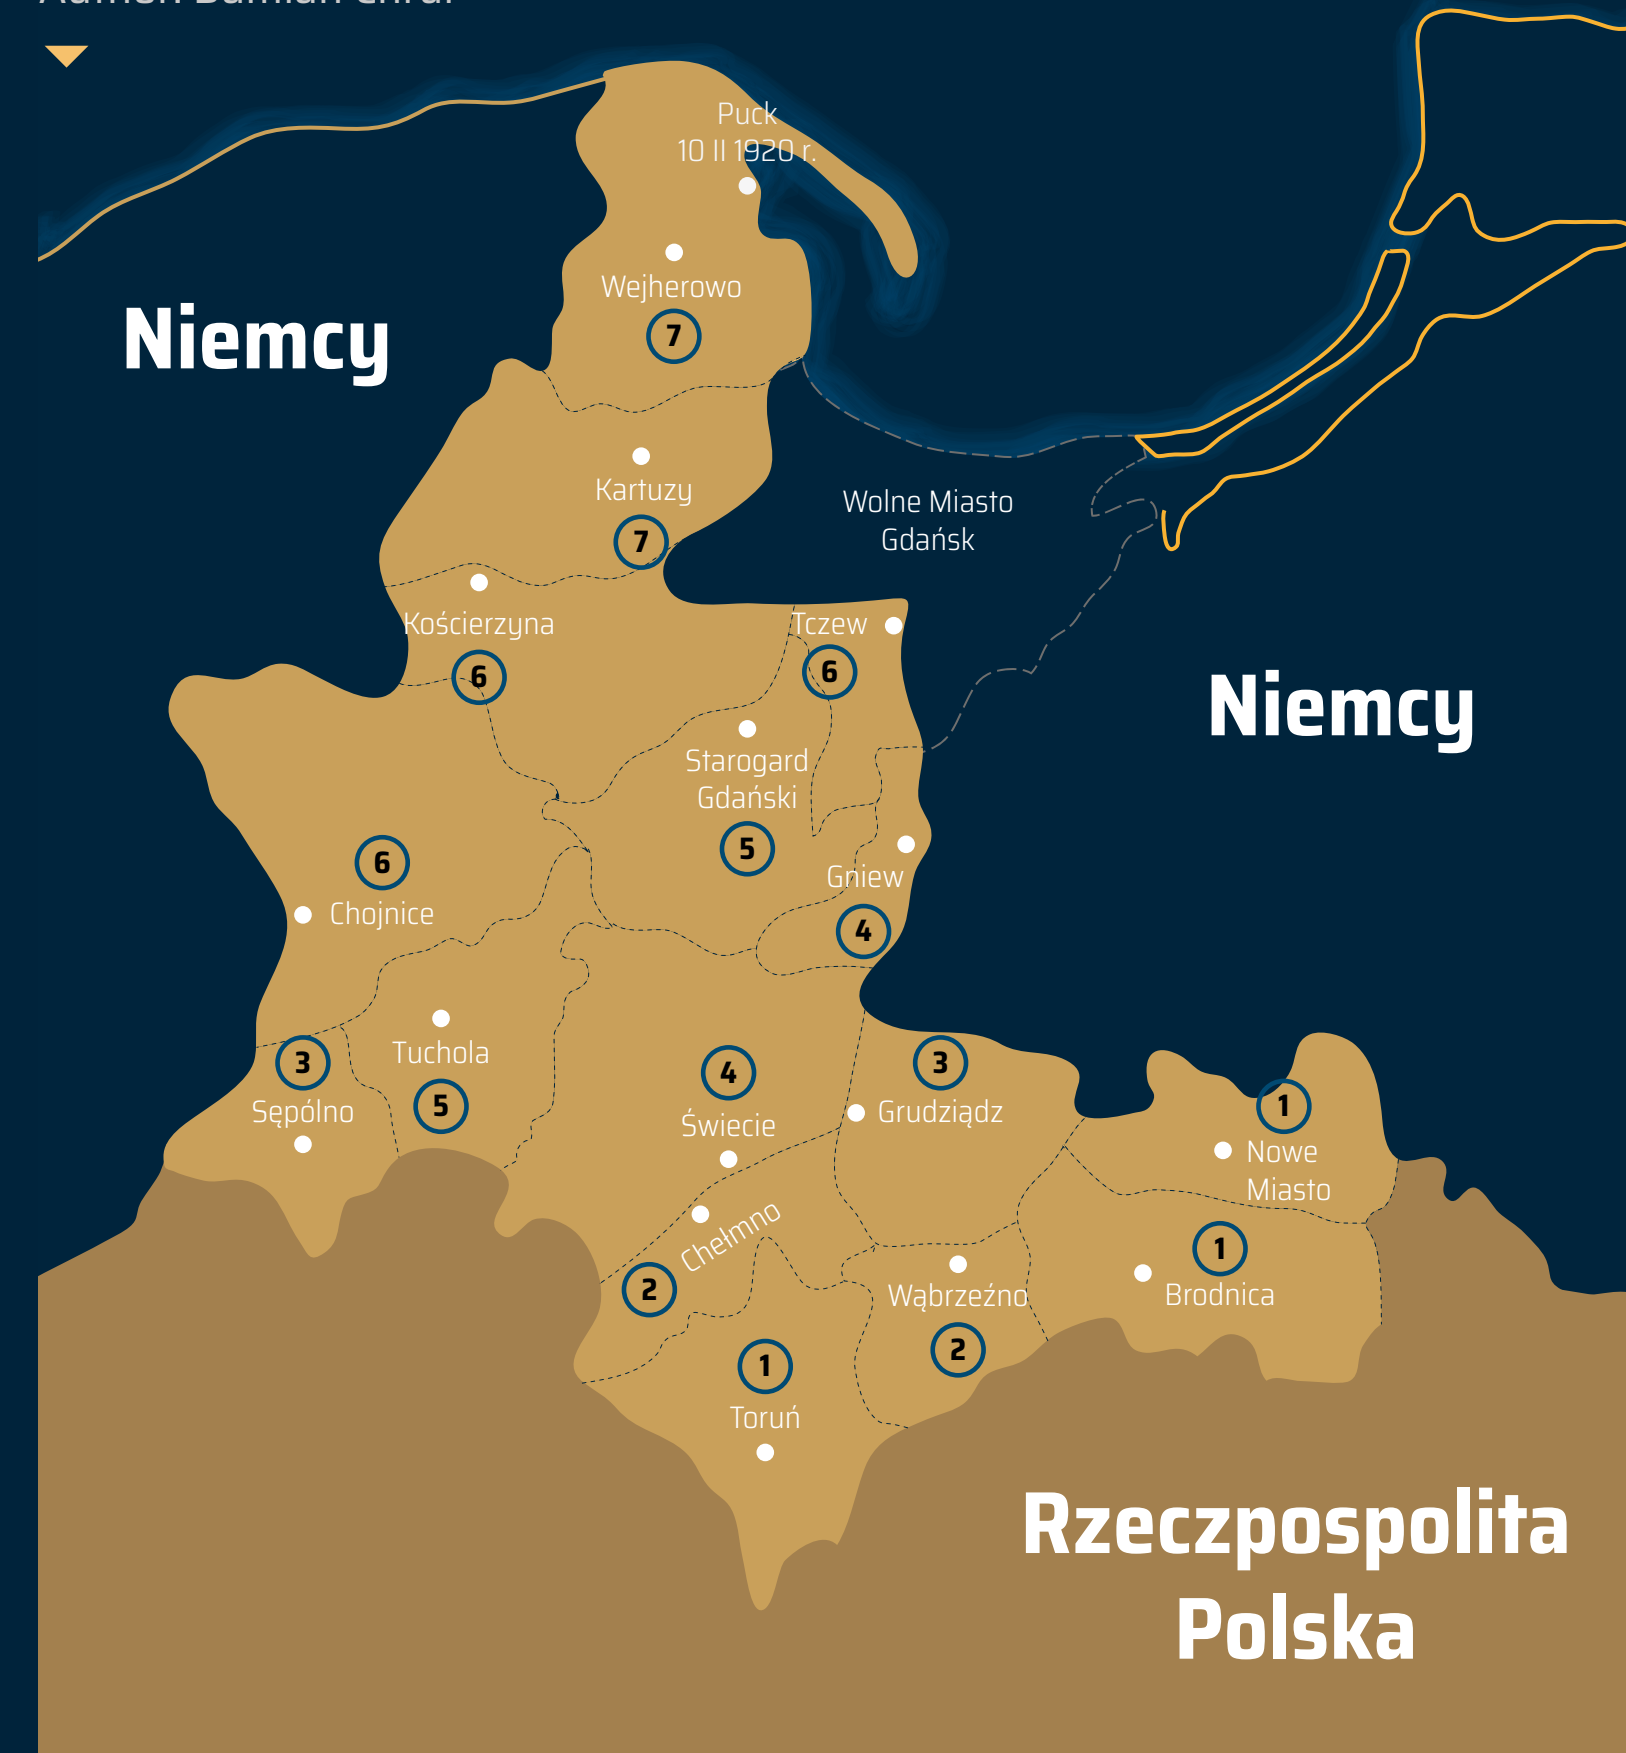 Puck
10 II 1920 r.
Wejherowo
7
Niemcy
Kartuzy
7
Wolne Miasto
Gdańsk
Kościerzyna
6
Tczew
6
Niemcy
Starogard
Gdański
5
6
Chojnice
Gniew
4
Tuchola
5
3
Sępólno
4
Świecie
3
Grudziądz
1
Nowe
Miasto
Chełmno
2
Wąbrzeźno
2
1
Brodnica
1
Toruń
Rzeczpospolita
Polska